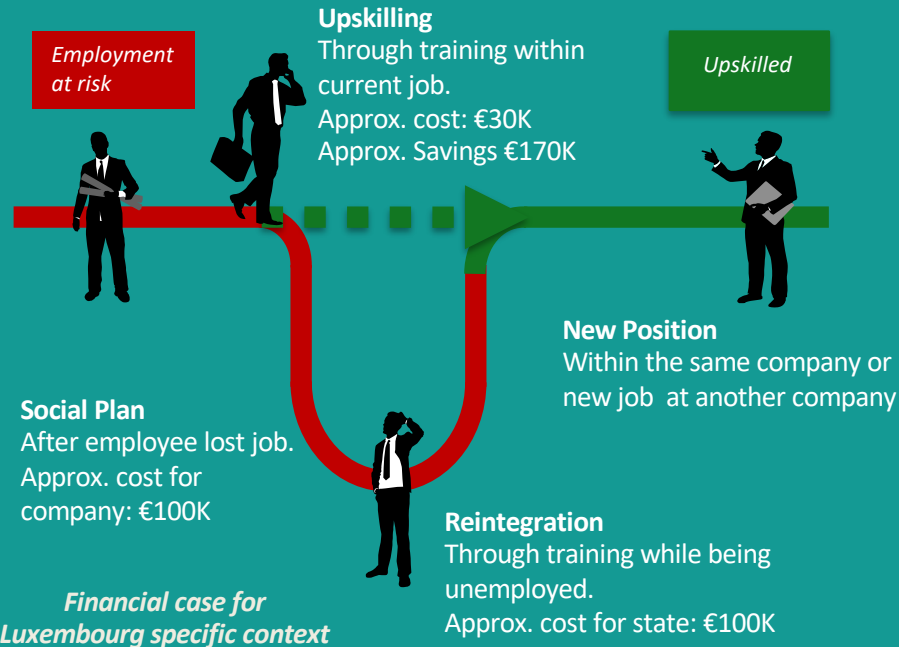 Employment
at risk
Upskilling
Through training within
current job.
Approx. cost: €30K
Approx. Savings €170K
Upskilled
New Position
Within the same company or
new job at another company
Social Plan
After employee lost job.
Approx. cost for
company: €100K
Reintegration
Through training while being
unemployed.
Approx. cost for state: €100K
Financial case for
Luxembourg specific context